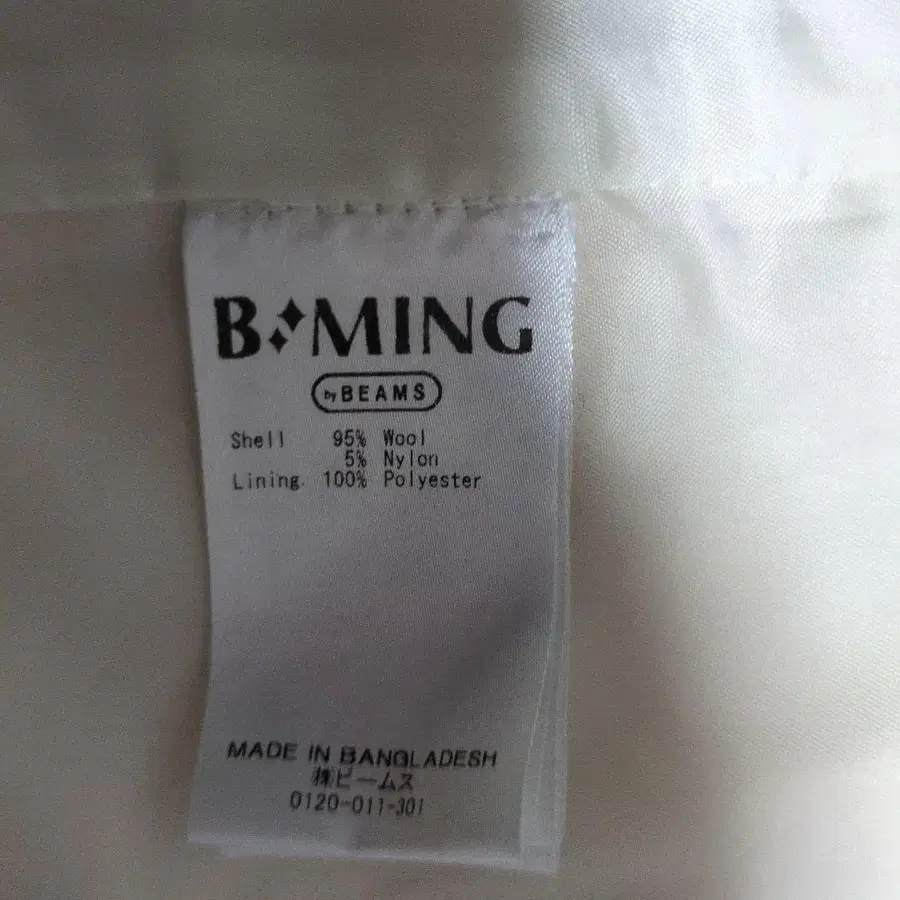 B MING
by BEAMS
Shell 95% Wool
5% Nylon
Lining 100% Polyester
MADE IN BANGLADESH
㈱ビームス
0120-011-301